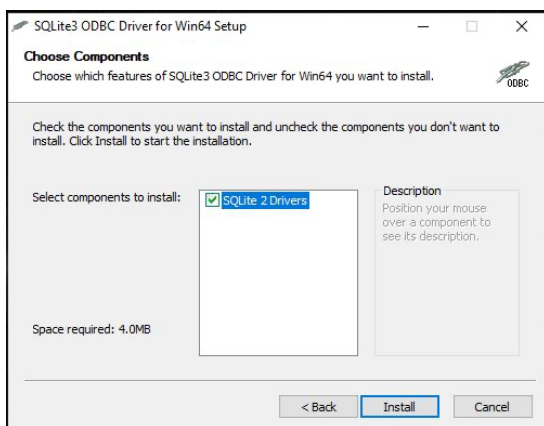 SQLite3 ODBC Driver for Win64 Setup
Choose Components
Choose which features of SQLite3 ODBC Driver for Win64 you want to install.
ODBC
Check the components you want to install and uncheck the components you don't want to
install. Click Install to start the installation.
Select components to install:
SQLite 2 Drivers
Description
Position your mouse
over a component to
see its description.
Space required: 4.0MB
< Back
Install
Cancel